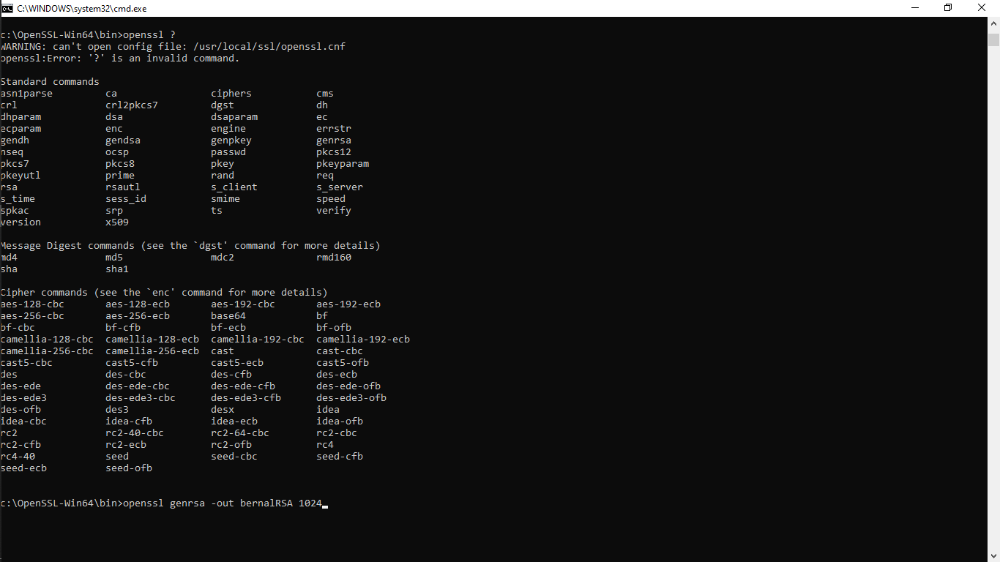 C:\WINDOWS\system32\cmd.exe
c:\OpenSSL-Win64\bin>openssl ?
WARNING: can't open config file: /usr/local/ssl/openssl.cnf
openssl:Error: '?' is an invalid command.
Standard commands
asn1parse ca ciphers cms
crl crl2pkcs7 dgst dh
dhparam dsa dsaparam ec
ecparam enc engine errstr
gendh gendsa genpkey genrsa
nseq ocsp passwd pkcs12
pkcs7 pkcs8 pkey pkeyparam
pkeyutl prime rand req
rsa rsautl s_client s_server
s_time sess_id smime speed
spkac srp ts verify
version x509
Message Digest commands (see the `dgst' command for more details)
md4 md5 mdc2 rmd160
sha sha1
Cipher commands (see the `enc' command for more details)
aes-128-cbc aes-128-ecb aes-192-cbc aes-192-ecb
aes-256-cbc aes-256-ecb base64 bf
bf-cbc bf-cfb bf-ecb bf-ofb
camellia-128-cbc camellia-128-ecb camellia-192-cbc camellia-192-ecb
camellia-256-cbc camellia-256-ecb cast cast-cbc
cast5-cbc cast5-cfb cast5-ecb cast5-ofb
des des-cbc des-cfb des-ecb
des-ede des-ede-cbc des-ede-cfb des-ede-ofb
des-ede3 des-ede3-cbc des-ede3-cfb des-ede3-ofb
des-ofb des3 desx idea
idea-cbc idea-cfb idea-ecb idea-ofb
rc2 rc2-40-cbc rc2-64-cbc rc2-cbc
rc2-cfb rc2-ecb rc2-ofb rc4
rc4-40 seed seed-cbc seed-cfb
seed-ecb seed-ofb
c:\OpenSSL-Win64\bin>openssl genrsa -out bernalRSA 1024